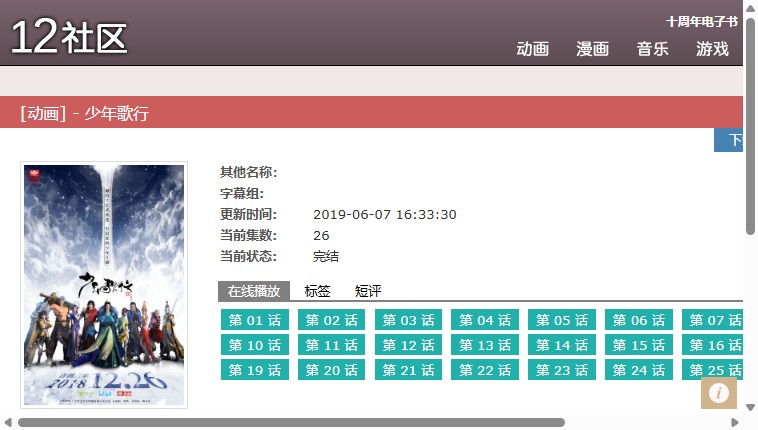 十周年电子书
12社区
动画 漫画 音乐 游戏
[动画] - 少年歌行
其他名称:
字幕组:
更新时间: 2019-06-07 16:33:30
当前集数: 26
当前状态: 完结
少年歌行
2018.12.26
在线播放 标签 短评
第 01 话 第 02 话 第 03 话 第 04 话 第 05 话 第 06 话 第 07 话
第 10 话 第 11 话 第 12 话 第 13 话 第 14 话 第 15 话 第 16 话
第 19 话 第 20 话 第 21 话 第 22 话 第 23 话 第 24 话 第 25 话